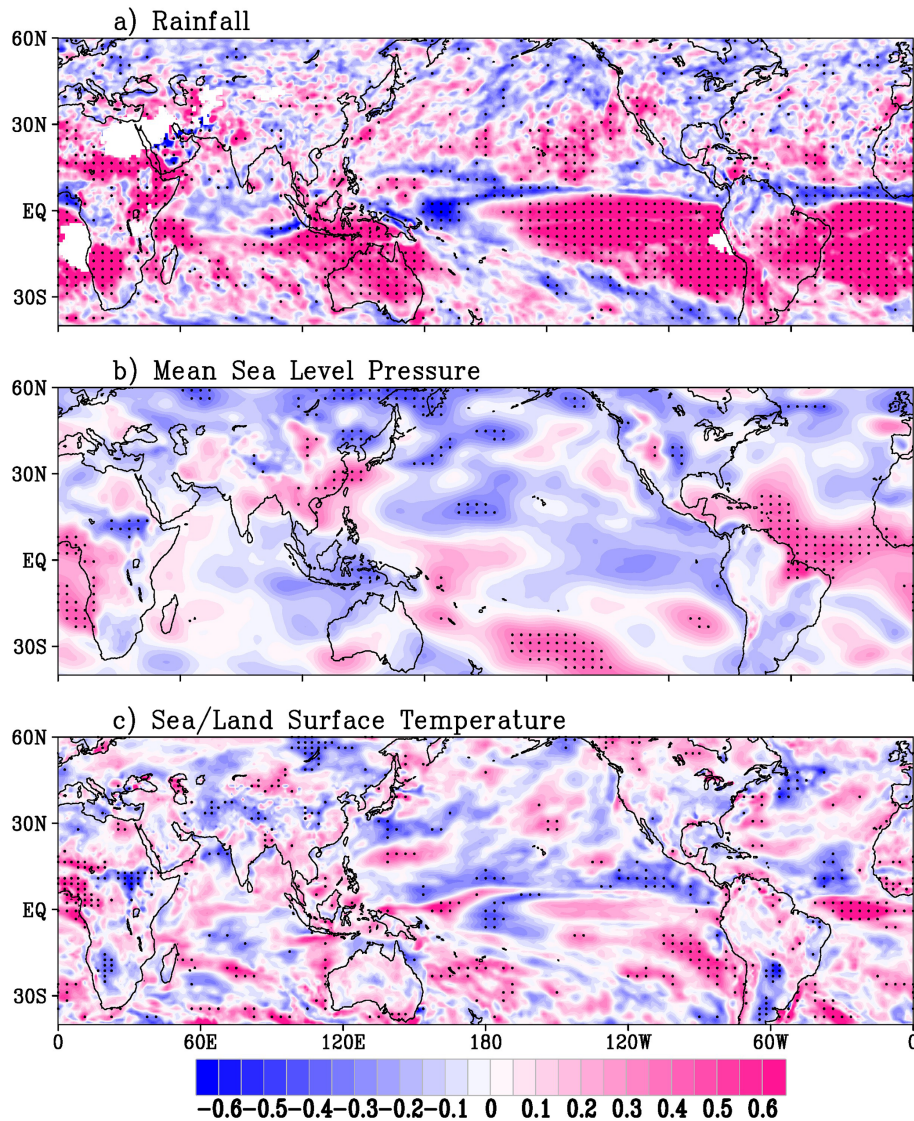 a) Rainfall
60N
30N
EQ
30S
b) Mean Sea Level Pressure
60N
30N
EQ
30S
c) Sea/Land Surface Temperature
60N
30N
EQ
30S
0 60E 120E 180 120W 60W 0
-0.6 -0.5 -0.4 -0.3 -0.2 -0.1 0 0.1 0.2 0.3 0.4 0.5 0.6